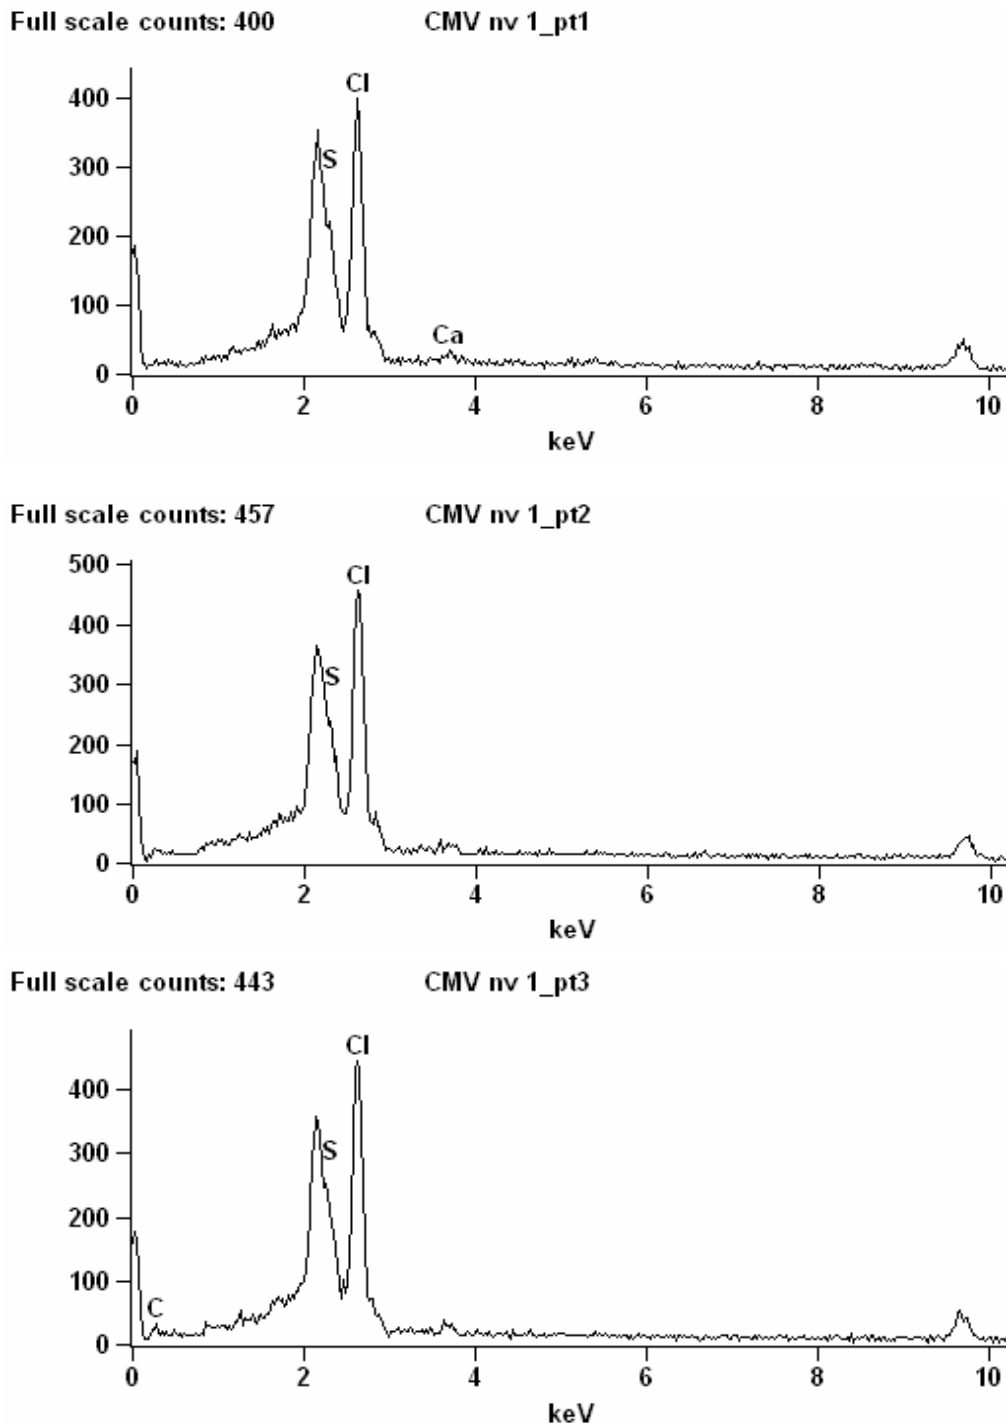 Full scale counts: 400 CMV nv 1_pt1
Cl
400
S
300
200
100
Ca
0
0 2 4 6 8 10
keV
Full scale counts: 457 CMV nv 1_pt2
500
Cl
400
S
300
200
100
0
0 2 4 6 8 10
keV
Full scale counts: 443 CMV nv 1_pt3
Cl
400
S
300
200
100
C
0
0 2 4 6 8 10
keV